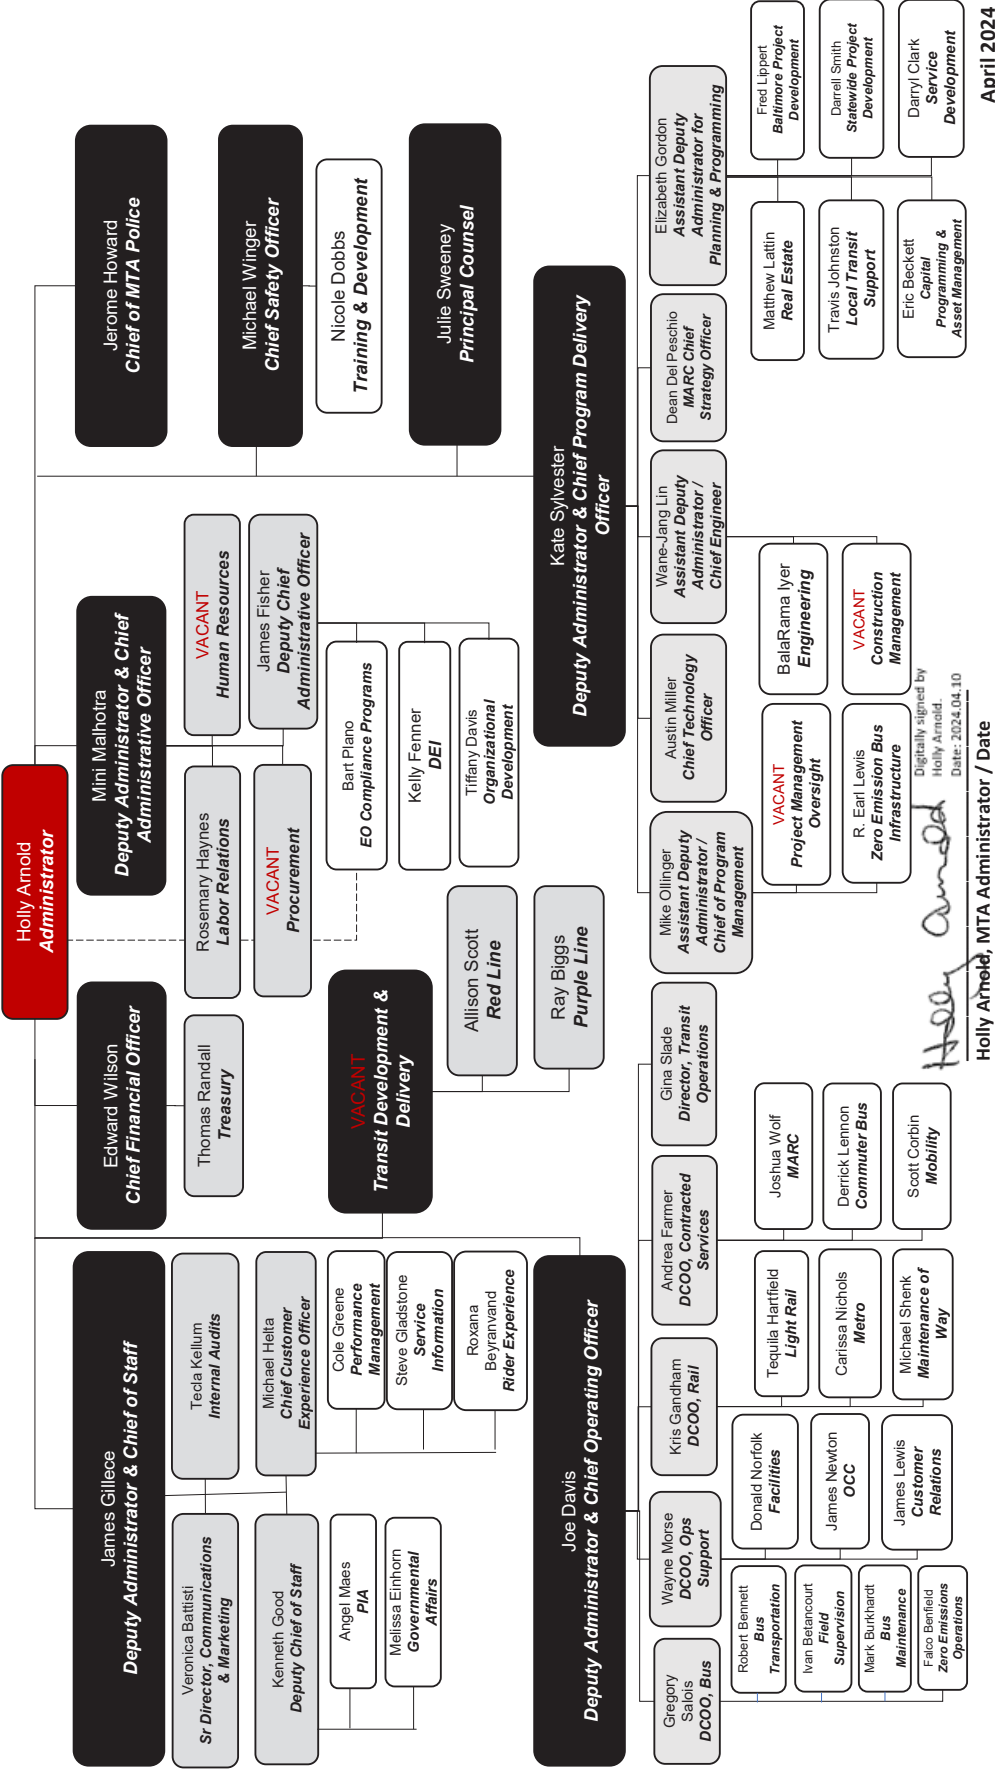 Holly Arnold
Administrator
James Gillece
Deputy Administrator & Chief of Staff
Veronica Battisti
Sr Director, Communications
& Marketing
Tecla Kellum
Internal Audits
Kenneth Good
Deputy Chief of Staff
Michael Helta
Chief Customer
Experience Officer
Angel Maes
PIA
Melissa Einhorn
Governmental
Affairs
Cole Greene
Performance
Management
Steve Gladstone
Service
Information
Roxana
Beyranvand
Rider Experience
Edward Wilson
Chief Financial Officer
Thomas Randall
Treasury
Mini Malhotra
Deputy Administrator & Chief
Administrative Officer
Rosemary Haynes
Labor Relations
VACANT
Human Resources
VACANT
Procurement
James Fisher
Deputy Chief
Administrative Officer
Bart Plano
EO Compliance Programs
Kelly Fenner
DEI
Tiffany Davis
Organizational
Development
VACANT
Transit Development &
Delivery
Allison Scott
Red Line
Ray Biggs
Purple Line
Jerome Howard
Chief of MTA Police
Michael Winger
Chief Safety Officer
Nicole Dobbs
Training & Development
Julie Sweeney
Principal Counsel
Joe Davis
Deputy Administrator & Chief Operating Officer
Gregory
Salois
DCOO, Bus
Robert Bennett
Bus
Transportation
Ivan Betancourt
Field
Supervision
Mark Burkhardt
Bus
Maintenance
Falco Benfield
Zero Emissions
Operations
Wayne Morse
DCOO, Ops
Support
Donald Norfolk
Facilities
James Newton
OCC
James Lewis
Customer
Relations
Kris Gandham
DCOO, Rail
Tequila Hartfield
Light Rail
Carissa Nichols
Metro
Michael Shenk
Maintenance of
Way
Andrea Farmer
DCOO, Contracted
Services
Joshua Wolf
MARC
Derrick Lennon
Commuter Bus
Scott Corbin
Mobility
Gina Slade
Director, Transit
Operations
Kate Sylvester
Deputy Administrator & Chief Program Delivery
Officer
Mike Ollinger
Assistant Deputy
Administrator /
Chief of Program
Management
VACANT
Project Management
Oversight
R. Earl Lewis
Zero Emission Bus
Infrastructure
Austin Miller
Chief Technology
Officer
Wane-Jang Lin
Assistant Deputy
Administrator /
Chief Engineer
BalaRama Iyer
Engineering
VACANT
Construction
Management
Dean Del Peschio
MARC Chief
Strategy Officer
Elizabeth Gordon
Assistant Deputy
Administrator for
Planning & Programming
Matthew Lattin
Real Estate
Fred Lippert
Baltimore Project
Development
Travis Johnston
Local Transit
Support
Darrell Smith
Statewide Project
Development
Eric Beckett
Capital
Programming &
Asset Management
Darryl Clark
Service
Development
Holly Arnold
Digitally signed by
Holly Arnold.
Date: 2024.04.10
Holly Arnold, MTA Administrator / Date
April 2024